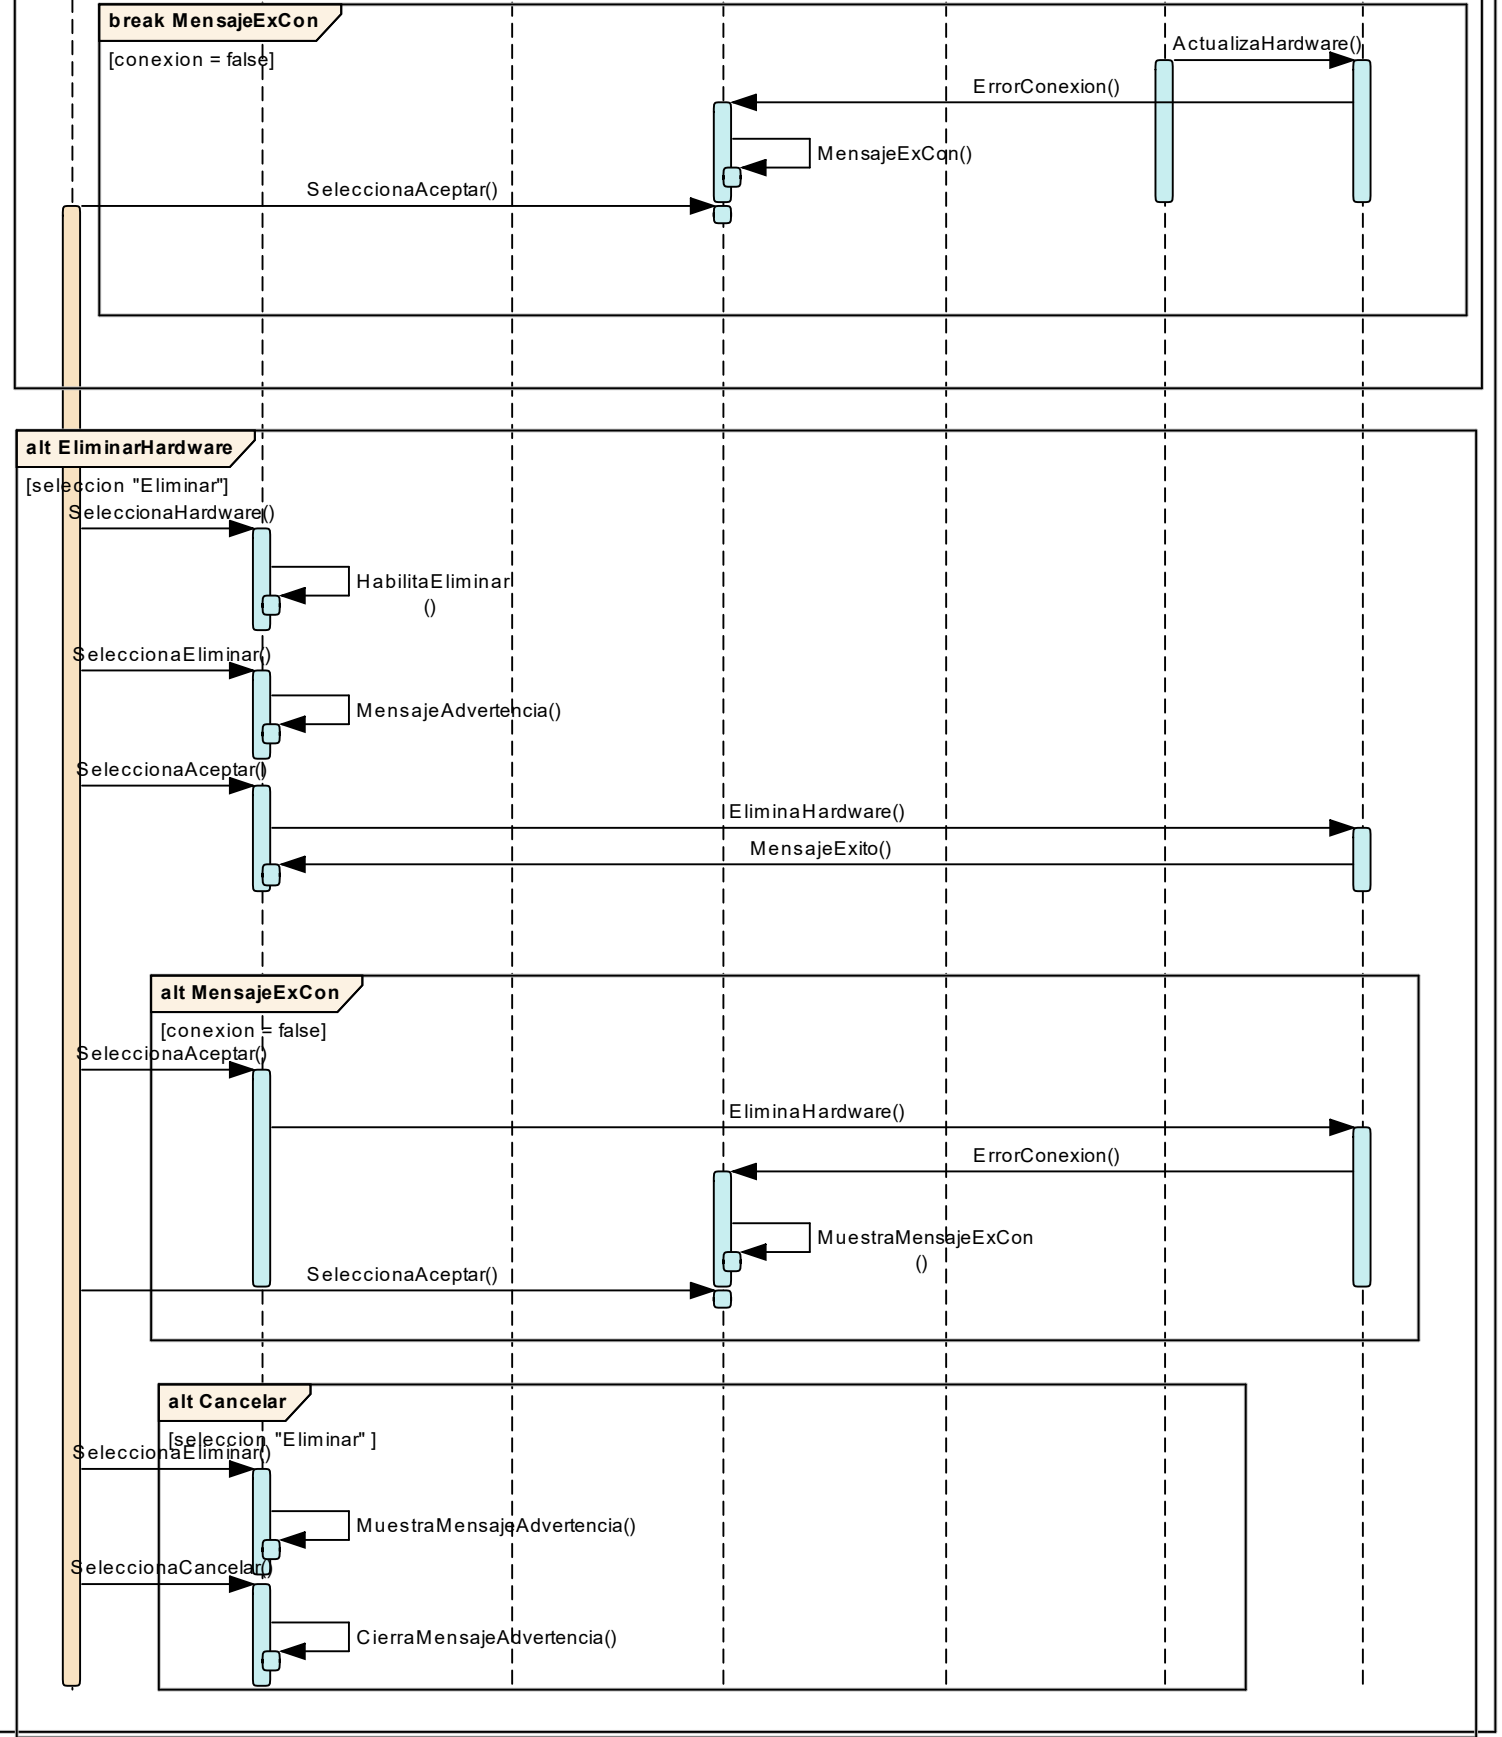 break MensajeExCon
[conexion = false]
ActualizaHardware()
ErrorConexion()
MensajeExCon()
SeleccionaAceptar()
alt EliminarHardware
[seleccion "Eliminar"]
SeleccionaHardware()
HabilitaEliminar
()
SeleccionaEliminar()
MensajeAdvertencia()
SeleccionaAceptar()
EliminaHardware()
MensajeExito()
alt MensajeExCon
[conexion = false]
SeleccionaAceptar()
EliminaHardware()
ErrorConexion()
MuestraMensajeExCon
()
SeleccionaAceptar()
alt Cancelar
[seleccion "Eliminar" ]
SeleccionaEliminar()
MuestraMensajeAdvertencia()
SeleccionaCancelar()
CierraMensajeAdvertencia()